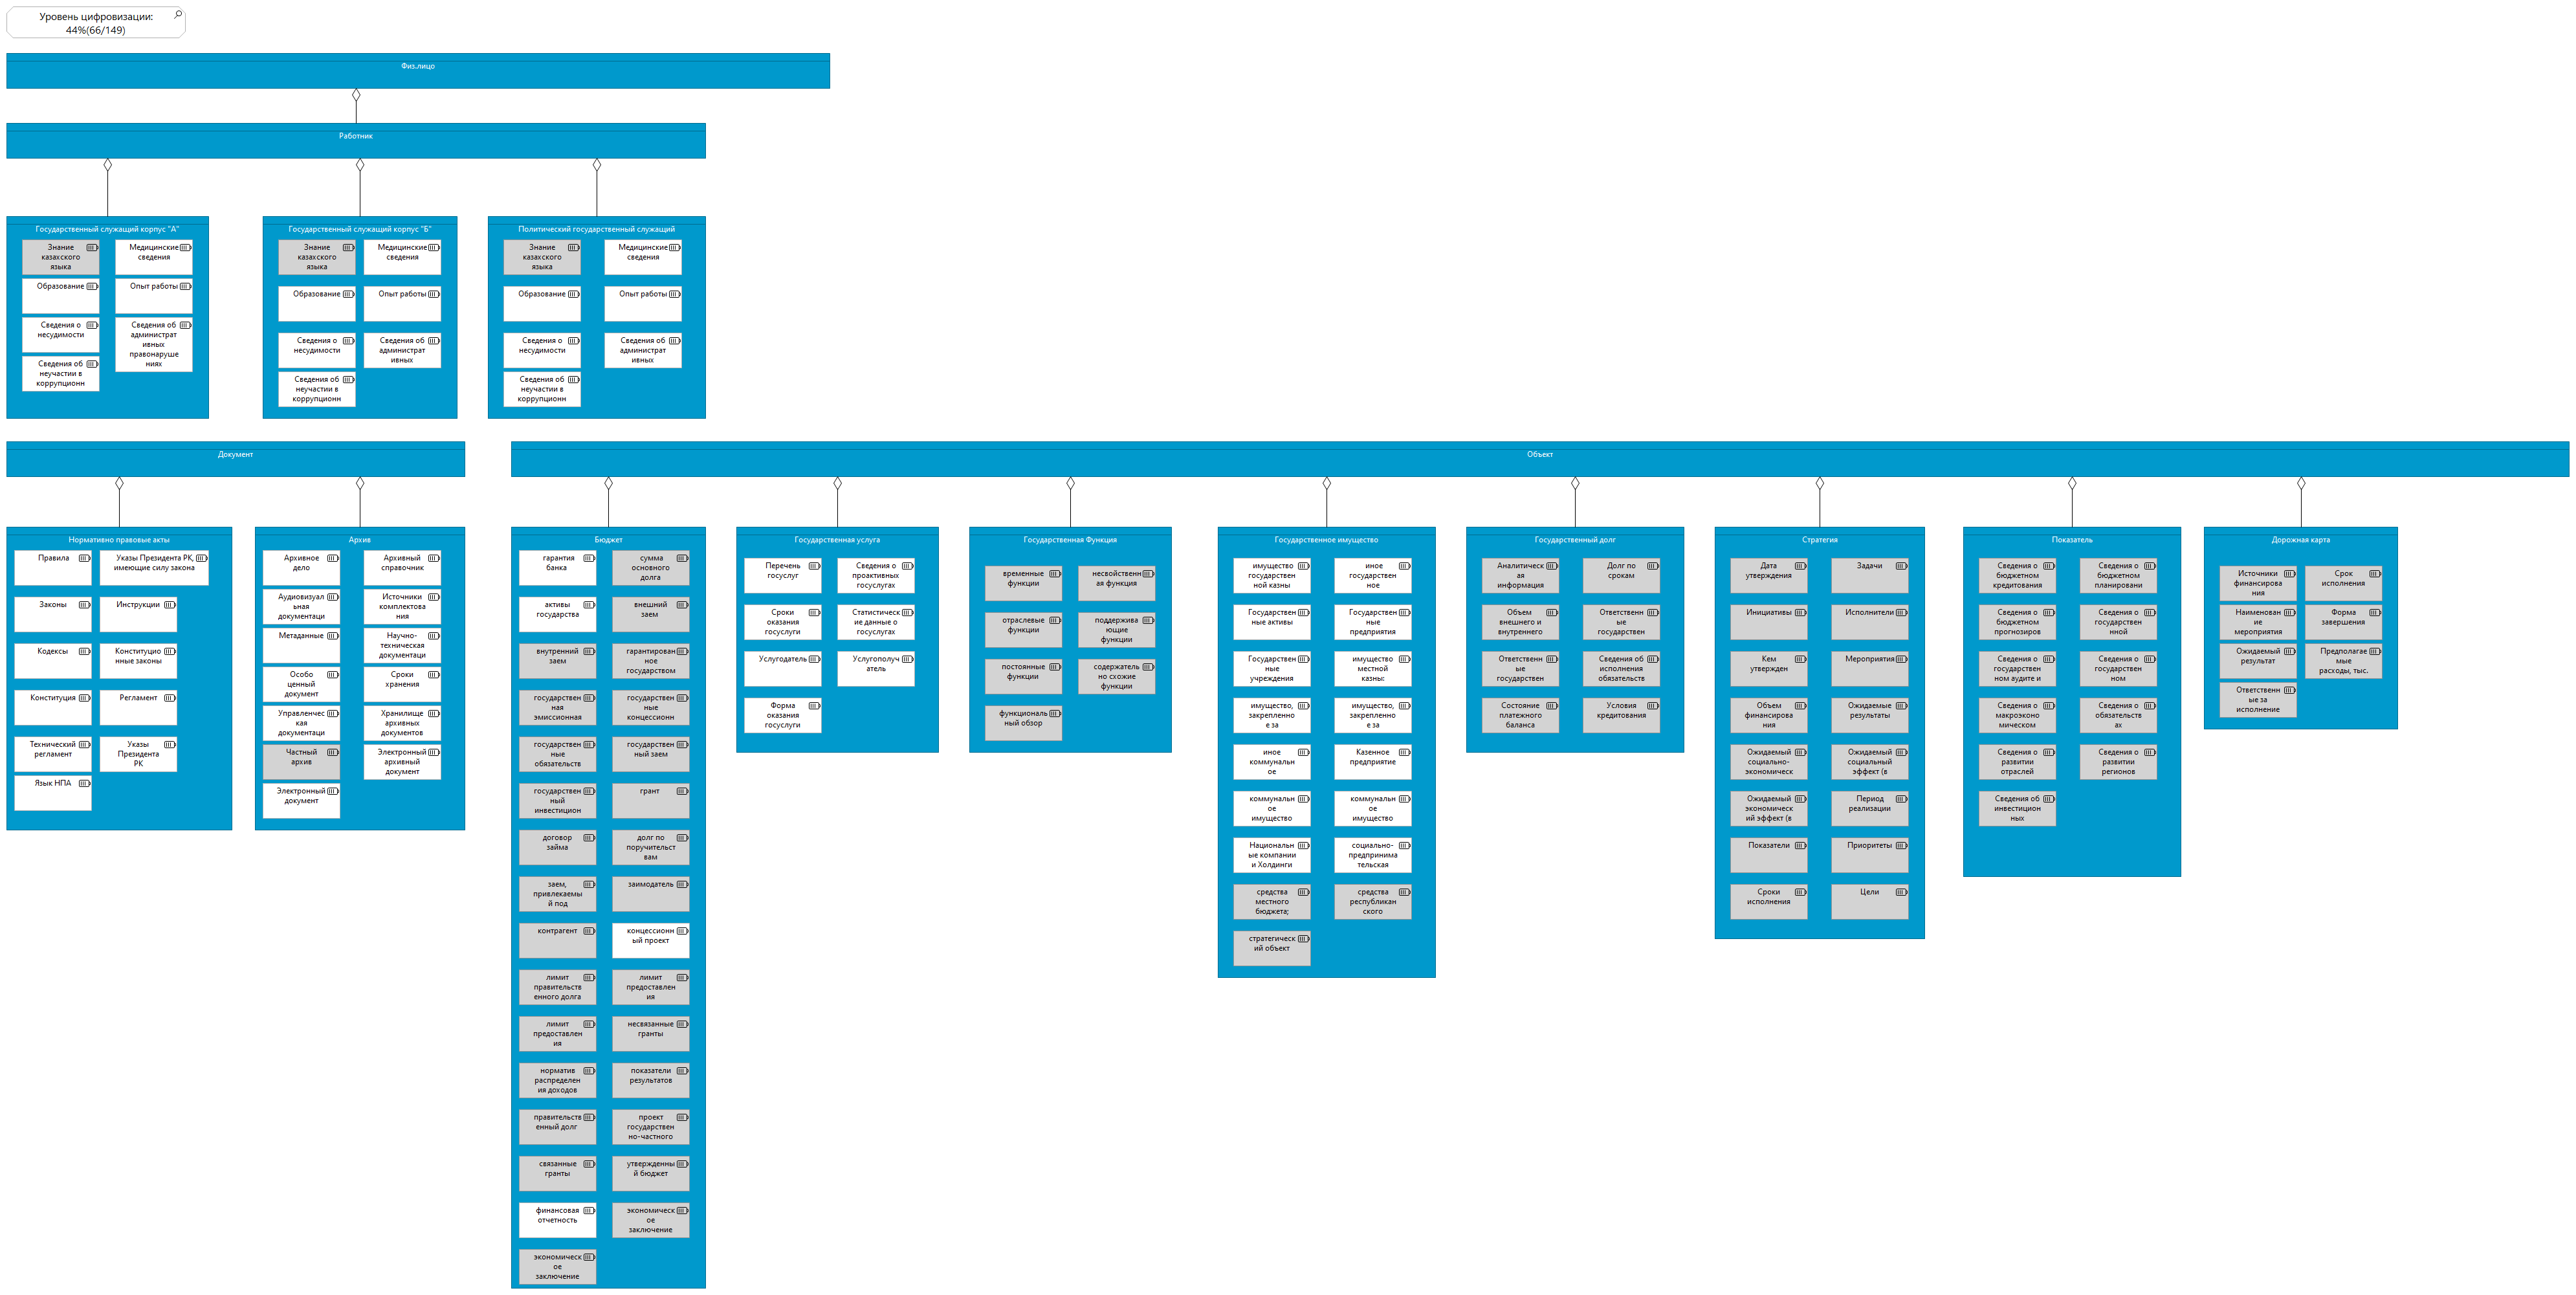 Уровень цифровизации:
44%(66/149)
Физ.лицо
Работник
Государственный служащий корпус "А"
Знание
казахского
языка
Медицинские
сведения
Образование
Опыт работы
Сведения о
несудимости
Сведения об
администрат
ивных
правонаруше
ниях
Сведения об
неучастии в
коррупционн
Государственный служащий корпус "Б"
Знание
казахского
языка
Медицинские
сведения
Образование
Опыт работы
Сведения о
несудимости
Сведения об
администрат
ивных
Сведения об
неучастии в
коррупционн
Политический государственный служащий
Знание
казахского
языка
Медицинские
сведения
Образование
Опыт работы
Сведения о
несудимости
Сведения об
администрат
ивных
Сведения об
неучастии в
коррупционн
Документ
Объект
Нормативно правовые акты
Правила
Указы Президента РК,
имеющие силу закона
Законы
Инструкции
Кодексы
Конституцио
нные законы
Конституция
Регламент
Технический
регламент
Указы
Президента
РК
Язык НПА
Архив
Архивное
дело
Архивный
справочник
Аудиовизуал
ьная
документаци
Источники
комплектова
ния
Метаданные
Научно-
техническая
документаци
Особо
ценный
документ
Сроки
хранения
Управленчес
кая
документаци
Хранилище
архивных
документов
Частный
архив
Электронный
архивный
документ
Электронный
документ
Бюджет
гарантия
банка
сумма
основного
долга
активы
государства
внешний
заем
внутренний
заем
гарантирован
ное
государством
государствен
ная
эмиссионная
государствен
ные
концессионн
государствен
ные
обязательств
государствен
ный заем
государствен
ный
инвестицион
грант
договор
займа
долг по
поручительст
вам
заем,
привлекаемы
й под
заимодатель
контрагент
концессионн
ый проект
лимит
правительств
енного долга
лимит
предоставлен
ия
лимит
предоставлен
ия
несвязанные
гранты
норматив
распределен
ия доходов
показатели
результатов
правительств
енный долг
проект
государствен
но-частного
связанные
гранты
утвержденны
й бюджет
финансовая
отчетность
экономическ
ое
заключение
экономическ
ое
заключение
Государственная услуга
Перечень
госуслуг
Сведения о
проактивных
госуслугах
Сроки
оказания
госуслуги
Статистическ
ие данные о
госуслугах
Услугодатель
Услугополуч
атель
Форма
оказания
госуслуги
Государственная Функция
временные
функции
несвойственн
ая функция
отраслевые
функции
поддержива
ющие
функции
постоянные
функции
содержатель
но схожие
функции
функциональ
ный обзор
Государственное имущество
имущество
государствен
ной казны
иное
государствен
ное
Государствен
ные активы
Государствен
ные
предприятия
Государствен
ные
учреждения
имущество
местной
казны:
имущество,
закрепленно
е за
имущество,
закрепленно
е за
иное
коммунальн
ое
Казенное
предприятие
коммунальн
ое
имущество
коммунальн
ое
имущество
Национальн
ые компании
и Холдинги
социально-
предпринима
тельская
средства
местного
бюджета;
средства
республикан
ского
стратегическ
ий объект
Государственный долг
Аналитическ
ая
информация
Долг по
срокам
Объем
внешнего и
внутреннего
Ответственн
ые
государствен
Ответственн
ые
государствен
Сведения об
исполнения
обязательств
Состояние
платежного
баланса
Условия
кредитования
Стратегия
Дата
утверждения
Задачи
Инициативы
Исполнители
Кем
утвержден
Мероприятия
Объем
финансирова
ния
Ожидаемые
результаты
Ожидаемый
социально-
экономическ
Ожидаемый
социальный
эффект (в
Ожидаемый
экономическ
ий эффект (в
Период
реализации
Показатели
Приоритеты
Сроки
исполнения
Цели
Показатель
Сведения о
бюджетном
кредитования
Сведения о
бюджетном
планировани
Сведения о
бюджетном
прогнозиров
Сведения о
государствен
нной
Сведения о
государствен
ном аудите и
Сведения о
государствен
ном
Сведения о
макроэконо
мическом
Сведения о
обязательств
ах
Сведения о
развитии
отраслей
Сведения о
развитии
регионов
Сведения об
инвестицион
ных
Дорожная карта
Источники
финансирова
ния
Срок
исполнения
Наименован
ие
мероприятия
Форма
завершения
Ожидаемый
результат
Предполагае
мые
расходы, тыс.
Ответственн
ые за
исполнение